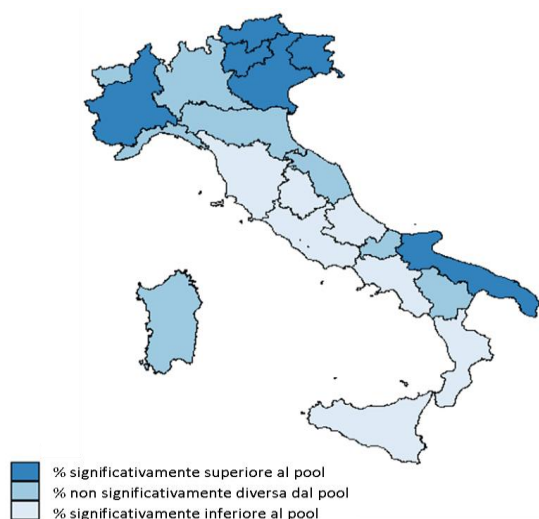 % significativamente superiore al pool
% non significativamente diversa dal pool
% significativamente inferiore al pool